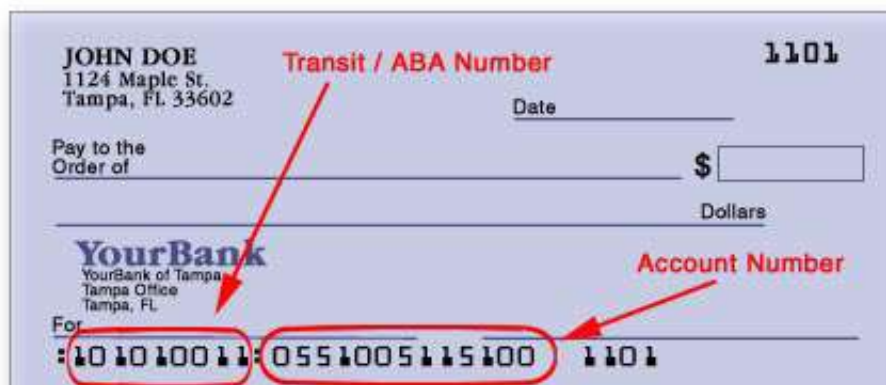 JOHN DOE
1124 Maple St.
Tampa, FL 33602
Transit / ABA Number
1101
Date
Pay to the
Order of
$
Dollars
YourBank
YourBank of Tampa
Tampa Office
Tampa, FL
Account Number
For
:101010011:0551005115100 1101